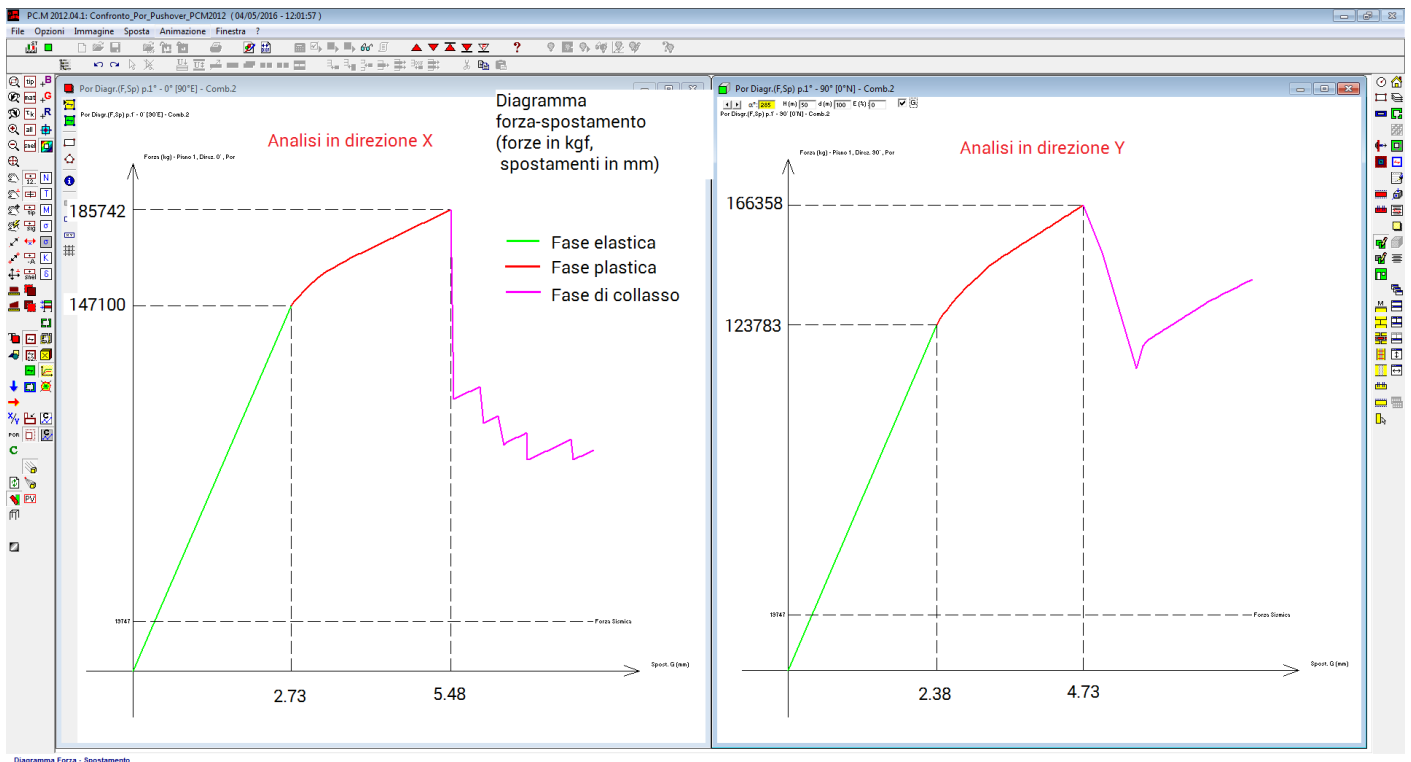 PC.M 2012.04.1: Confronto_Por_Pushover_PCM2012 ( 04/05/2016 - 12:01:57 )
File Opzioni Immagine Sposta Animazione Finestra ?
Por Diagr.(F,Sp) p.1° - 0° [90°E] - Comb.2
Por Diagr.(F,Sp) p.1° - 0° [90°E] - Comb.2
Analisi in direzione X
Diagramma
forza-spostamento
(forze in kgf,
spostamenti in mm)
Forza (kg) - Piano 1, Direz. 0°, Por
185742
147100
19747
Forza Sismica
Fase elastica
Fase plastica
Fase di collasso
Spost. G (mm)
2.73
5.48
Por Diagr.(F,Sp) p.1° - 90° [0°N] - Comb.2
α°: 285 H (m) 50 d (m) 100 E (%) 0 G
Por Diagr.(F,Sp) p.1° - 90° [0°N] - Comb.2
Analisi in direzione Y
Forza (kg) - Piano 1, Direz. 90°, Por
166358
123783
19747
Forza Sismica
Spost. G (mm)
2.38
4.73
Diagramma Forza - Spostamento